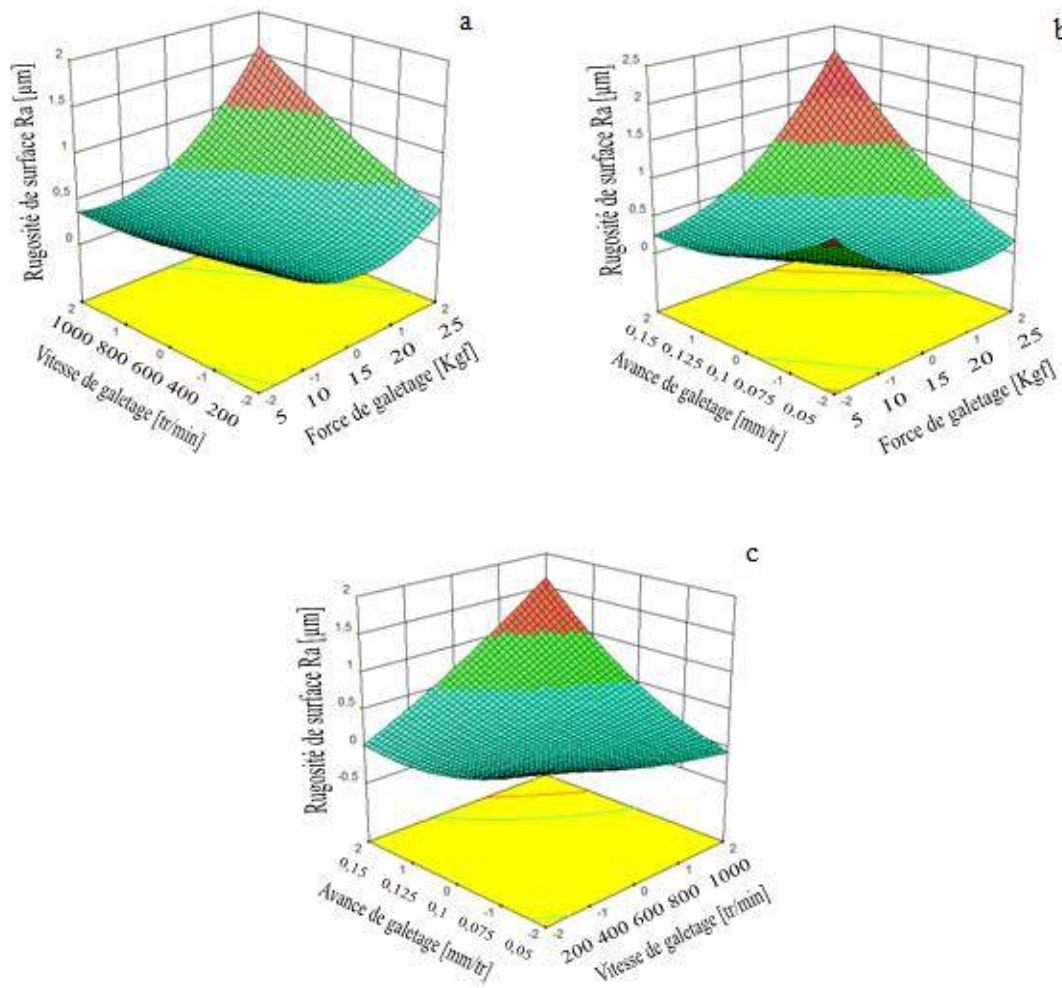 a
Rugosité de surface Ra [µm]
2
1,5
1
0,5
0
2
1
0
-1
-2
1000 800 600 400 200
Vitesse de galetage [tr/min]
-2
-1
0
1
2
5 10 15 20 25
Force de galetage [Kgf]
b
Rugosité de surface Ra [µm]
2,5
2
1,5
1
0,5
0
2
1
0
-1
-2
0,15 0,125 0,1 0,075 0,05
Avance de galetage [mm/tr]
-2
-1
0
1
2
5 10 15 20 25
Force de galetage [Kgf]
c
Rugosité de surface Ra [µm]
2
1,5
1
0,5
0
-0,5
2
1
0
-1
-2
0,15 0,125 0,1 0,075 0,05
Avance de galetage [mm/tr]
-2
-1
0
1
2
200 400 600 800 1000
Vitesse de galetage [tr/min]